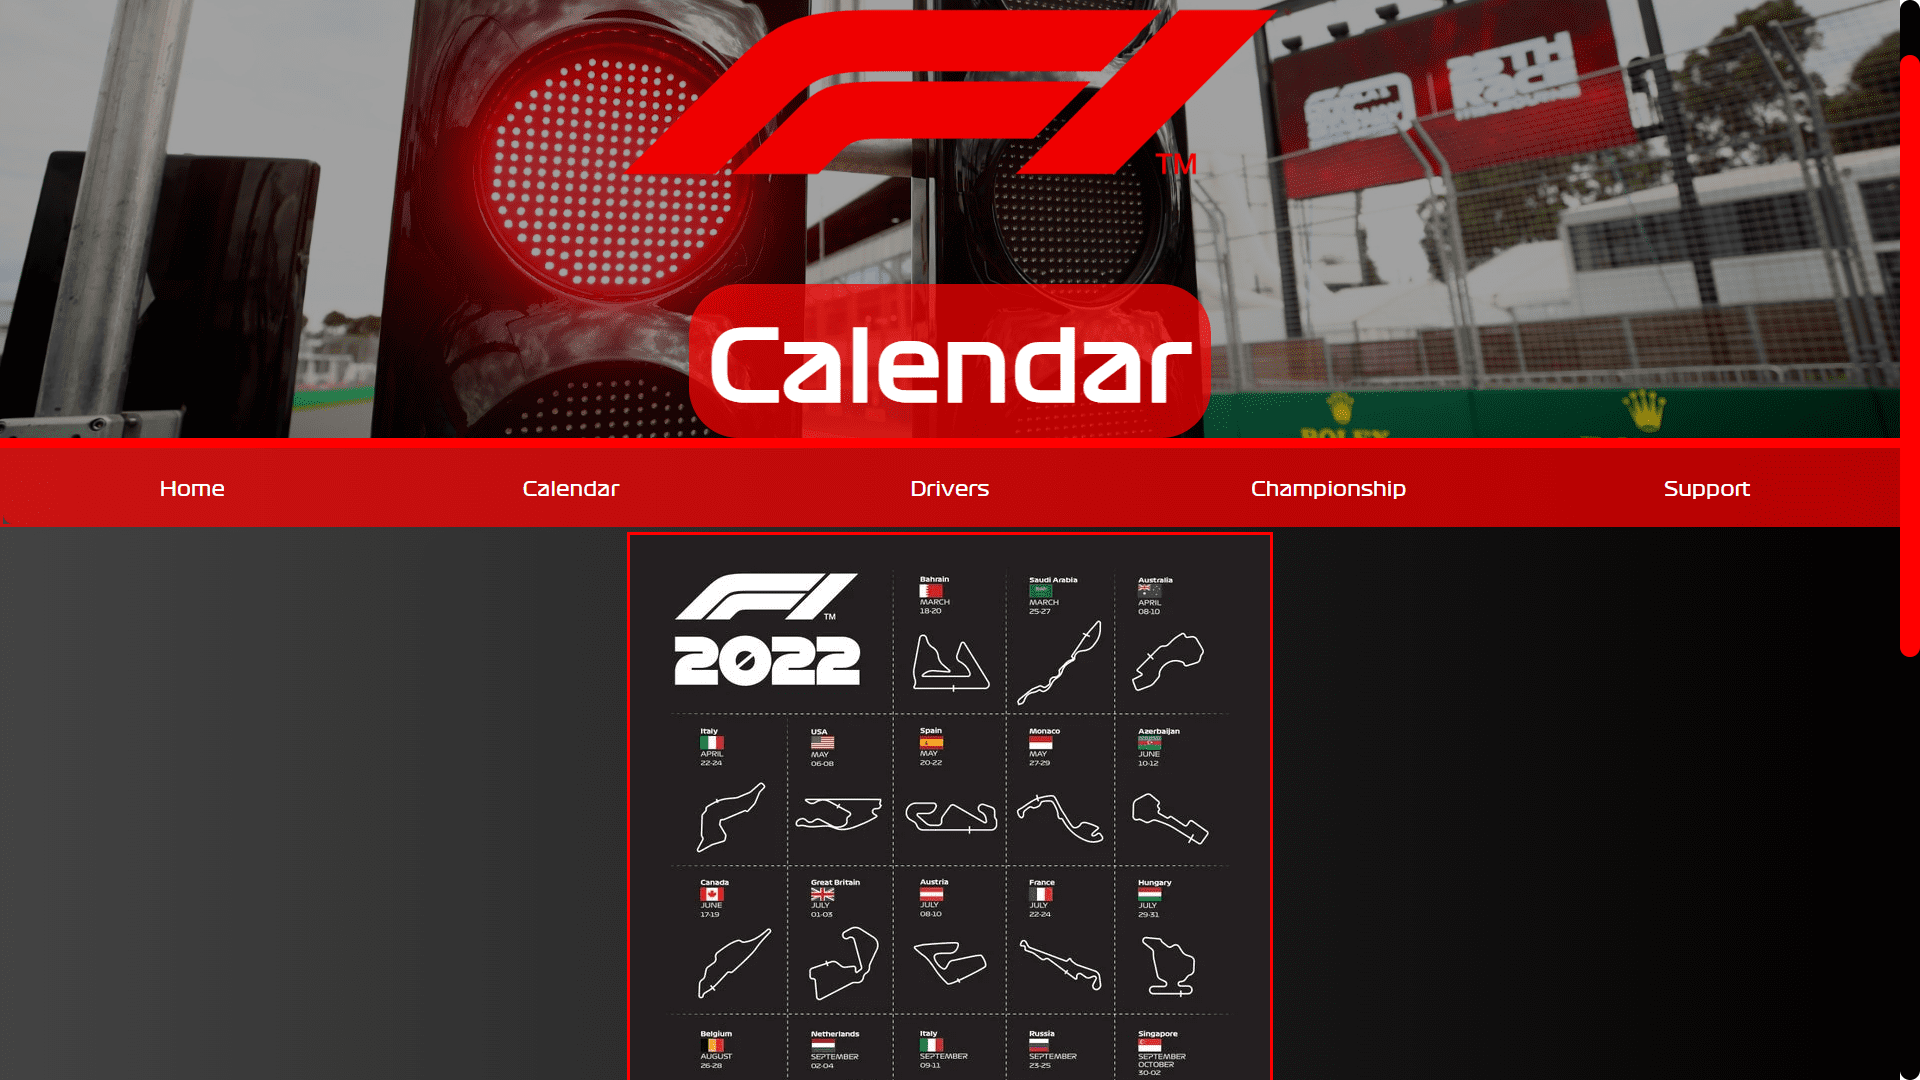 F1
TM
25TH
RACE
MELBOURNE
Calendar
ROLEX
Home
Calendar
Drivers
Championship
Support
F1
TM
2022
Bahrain
MARCH
18-20
Saudi Arabia
MARCH
25-27
Australia
APRIL
08-10
Italy
APRIL
22-24
USA
MAY
06-08
Spain
MAY
20-22
Monaco
MAY
27-29
Azerbaijan
JUNE
10-12
Canada
JUNE
17-19
Great Britain
JULY
01-03
Austria
JULY
08-10
France
JULY
22-24
Hungary
JULY
29-31
Belgium
AUGUST
26-28
Netherlands
SEPTEMBER
02-04
Italy
SEPTEMBER
09-11
Russia
SEPTEMBER
23-25
Singapore
SEPTEMBER
OCTOBER
30-02